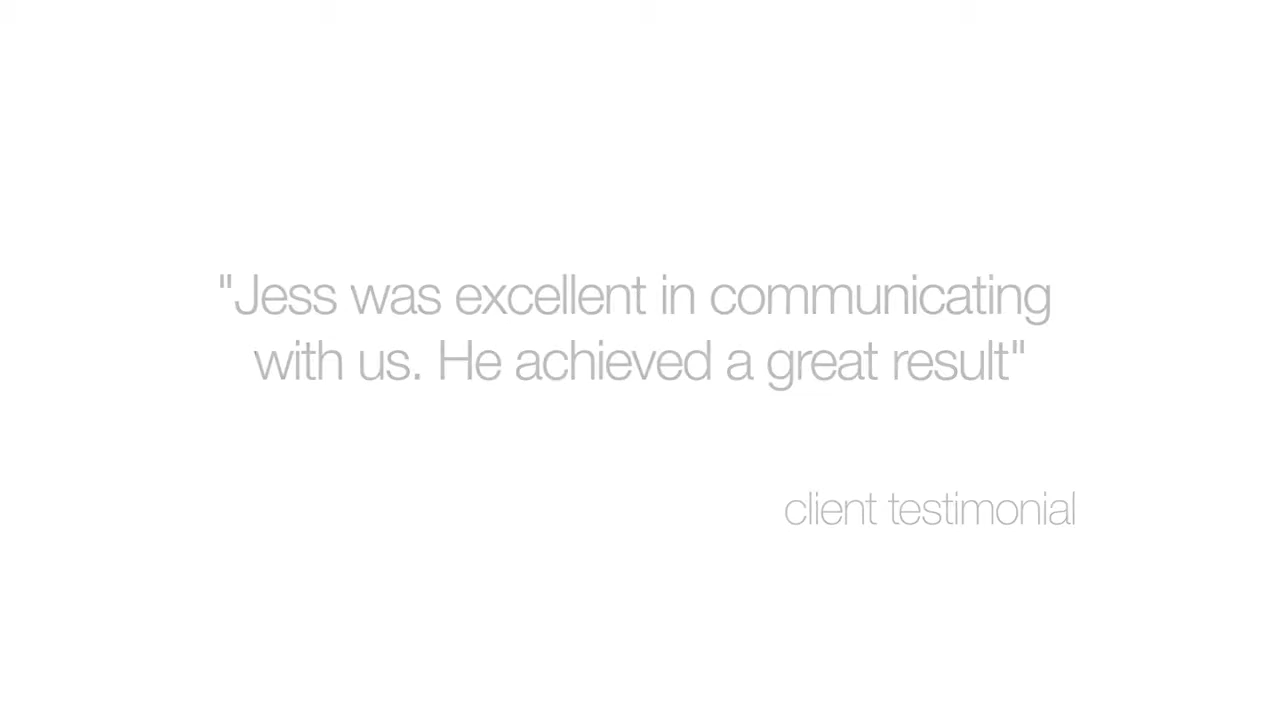 "Jess was excellent in communicating
with us. He achieved a great result"
client testimonial